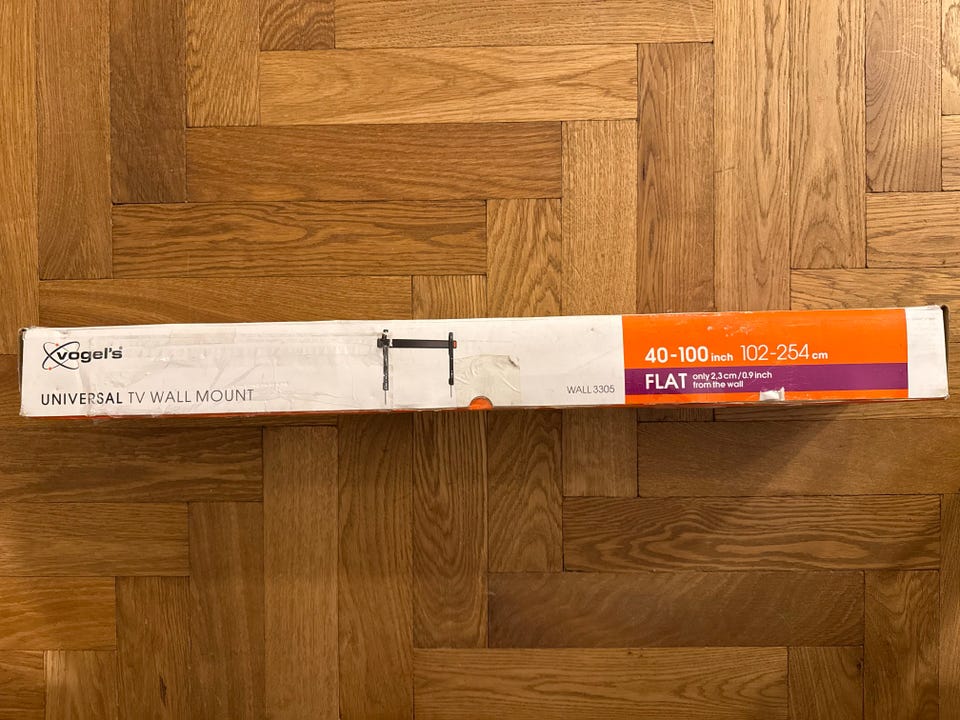 vogel's®
UNIVERSAL TV WALL MOUNT
WALL 3305
40-100 inch 102-254 cm
FLAT only 2,3 cm / 0.9 inch
from the wall